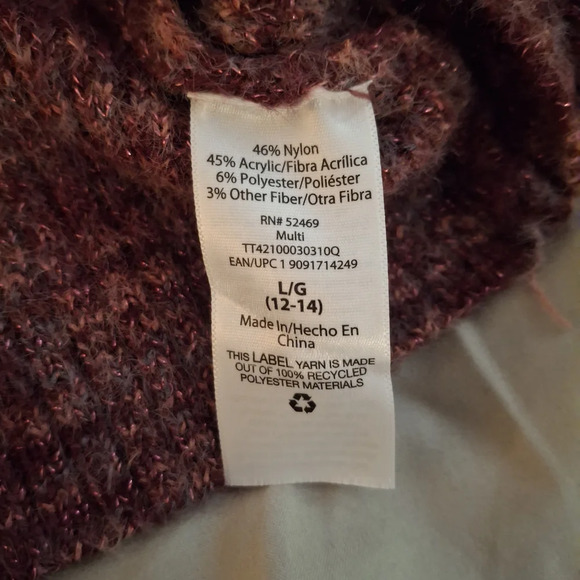 46% Nylon
45% Acrylic/Fibra Acrílica
6% Polyester/Poliéster
3% Other Fiber/Otra Fibra
RN# 52469
Multi
TT42100030310Q
EAN/UPC 1 9091714249
L/G
(12-14)
Made In/Hecho En
China
THIS LABEL YARN IS MADE
OUT OF 100% RECYCLED
POLYESTER MATERIALS